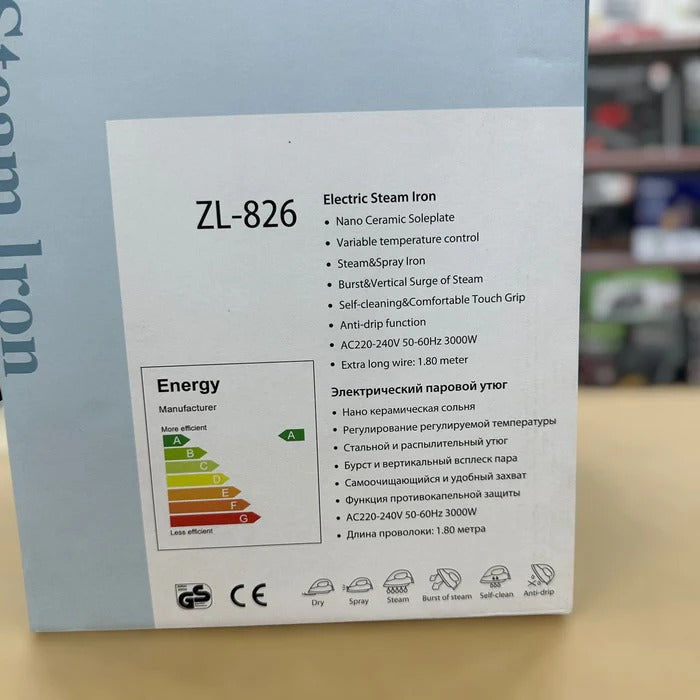 Steam Iron
ZL-826
Electric Steam Iron
• Nano Ceramic Soleplate
• Variable temperature control
• Steam&Spray Iron
• Burst&Vertical Surge of Steam
• Self-cleaning&Comfortable Touch Grip
• Anti-drip function
• AC220-240V 50-60Hz 3000W
• Extra long wire: 1.80 meter
Электрический паровой утюг
• Нано керамическая сольня
• Регулирование регулируемой температуры
• Стальной и распылительный утюг
• Бурст и вертикальный всплеск пара
• Самоочищающийся и удобный захват
• Функция противокапельной защиты
• AC220-240V 50-60Hz 3000W
• Длина проволоки: 1.80 метра
Energy
Manufacturer
More efficient
A
A
B
C
D
E
F
G
Less efficient
GS
CE
Dry
Spray
Steam
Burst of steam
Self-clean
Anti-drip